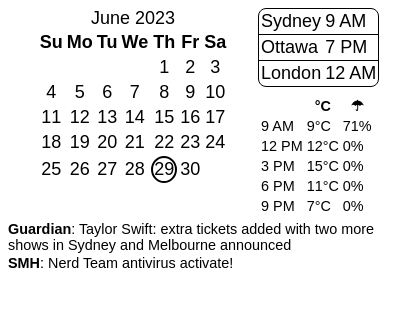 June 2023
Su Mo Tu We Th Fr Sa
1 2 3
4 5 6 7 8 9 10
11 12 13 14 15 16 17
18 19 20 21 22 23 24
25 26 27 28 29 30
Sydney 9 AM
Ottawa 7 PM
London 12 AM
°C ☂
9 AM 9°C 71%
12 PM 12°C 0%
3 PM 15°C 0%
6 PM 11°C 0%
9 PM 7°C 0%
Guardian: Taylor Swift: extra tickets added with two more
shows in Sydney and Melbourne announced
SMH: Nerd Team antivirus activate!